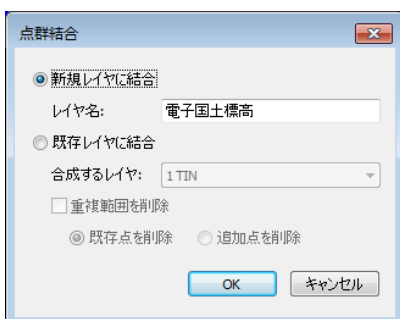 点群結合
新規レイヤに結合
レイヤ名: 電子国土標高
既存レイヤに結合
合成するレイヤ: 1 TIN
重複範囲を削除
既存点を削除 追加点を削除
OK キャンセル